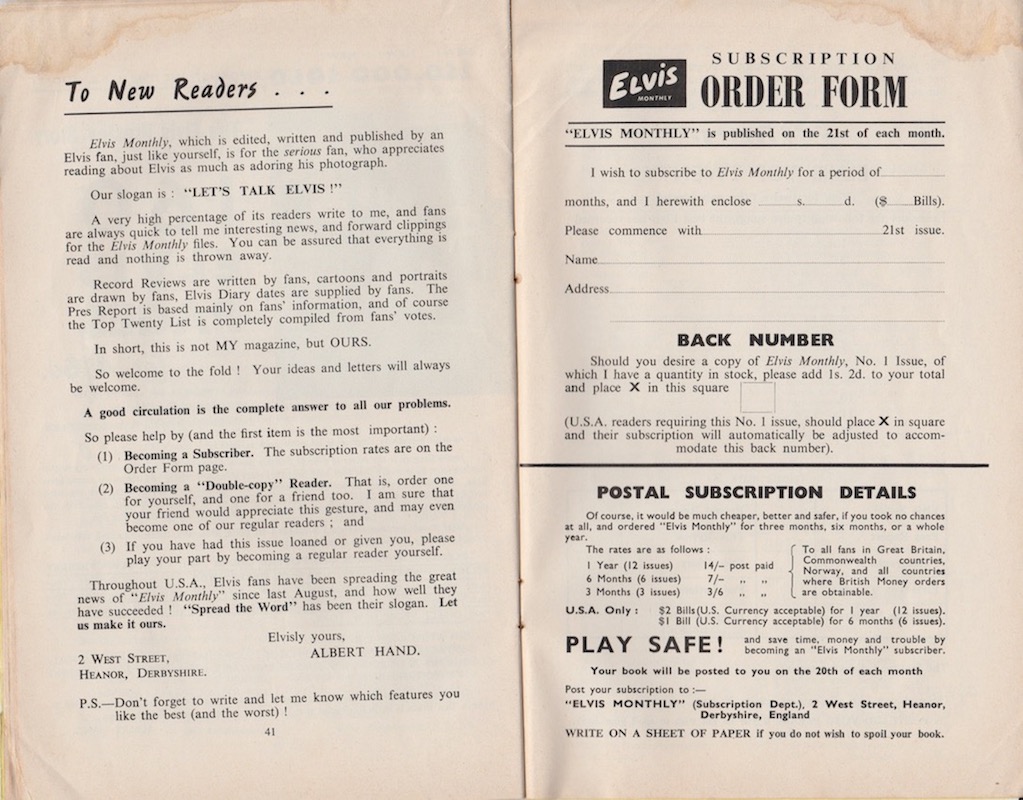 To New Readers . . .
Elvis Monthly, which is edited, written and published by an
Elvis fan, just like yourself, is for the serious fan, who appreciates
reading about Elvis as much as adoring his photograph.
Our slogan is : “LET'S TALK ELVIS !”
A very high percentage of its readers write to me, and fans
are always quick to tell me interesting news, and forward clippings
for the Elvis Monthly files. You can be assured that everything is
read and nothing is thrown away.
Record Reviews are written by fans, cartoons and portraits
are drawn by fans, Elvis Diary dates are supplied by fans. The
Pres Report is based mainly on fans' information, and of course
the Top Twenty List is completely compiled from fans' votes.
In short, this is not MY magazine, but OURS.
So welcome to the fold ! Your ideas and letters will always
be welcome.
A good circulation is the complete answer to all our problems.
So please help by (and the first item is the most important) :
(1) Becoming a Subscriber. The subscription rates are on the
Order Form page.
(2) Becoming a “Double-copy” Reader. That is, order one
for yourself, and one for a friend too. I am sure that
your friend would appreciate this gesture, and may even
become one of our regular readers ; and
(3) If you have had this issue loaned or given you, please
play your part by becoming a regular reader yourself.
Throughout U.S.A., Elvis fans have been spreading the great
news of “Elvis Monthly” since last August, and how well they
have succeeded ! “Spread the Word” has been their slogan. Let
us make it ours.
Elvisly yours,
ALBERT HAND.
2 WEST STREET,
HEANOR, DERBYSHIRE.
P.S.—Don't forget to write and let me know which features you
like the best (and the worst) !
41
ELVIS
MONTHLY
SUBSCRIPTION
ORDER FORM
“ELVIS MONTHLY” is published on the 21st of each month.
I wish to subscribe to Elvis Monthly for a period of
months, and I herewith enclose s. d. ($ Bills).
Please commence with 21st issue.
Name
Address
BACK NUMBER
Should you desire a copy of Elvis Monthly, No. 1 Issue, of
which I have a quantity in stock, please add 1s. 2d. to your total
and place X in this square
(U.S.A. readers requiring this No. 1 issue, should place X in square
and their subscription will automatically be adjusted to accom-
modate this back number).
POSTAL SUBSCRIPTION DETAILS
Of course, it would be much cheaper, better and safer, if you took no chances
at all, and ordered "Elvis Monthly" for three months, six months, or a whole
year.
The rates are as follows :
1 Year (12 issues) 14/- post paid
6 Months (6 issues) 7/- ,, ,,
3 Months (3 issues) 3/6 ,, ,,
To all fans in Great Britain,
Commonwealth countries,
Norway, and all countries
where British Money orders
are obtainable.
U.S.A. Only : $2 Bills (U.S. Currency acceptable) for 1 year (12 issues).
$1 Bill (U.S. Currency acceptable) for 6 months (6 issues).
PLAY SAFE! and save time, money and trouble by
becoming an "Elvis Monthly" subscriber.
Your book will be posted to you on the 20th of each month
Post your subscription to :—
"ELVIS MONTHLY" (Subscription Dept.), 2 West Street, Heanor,
Derbyshire, England
WRITE ON A SHEET OF PAPER if you do not wish to spoil your book.